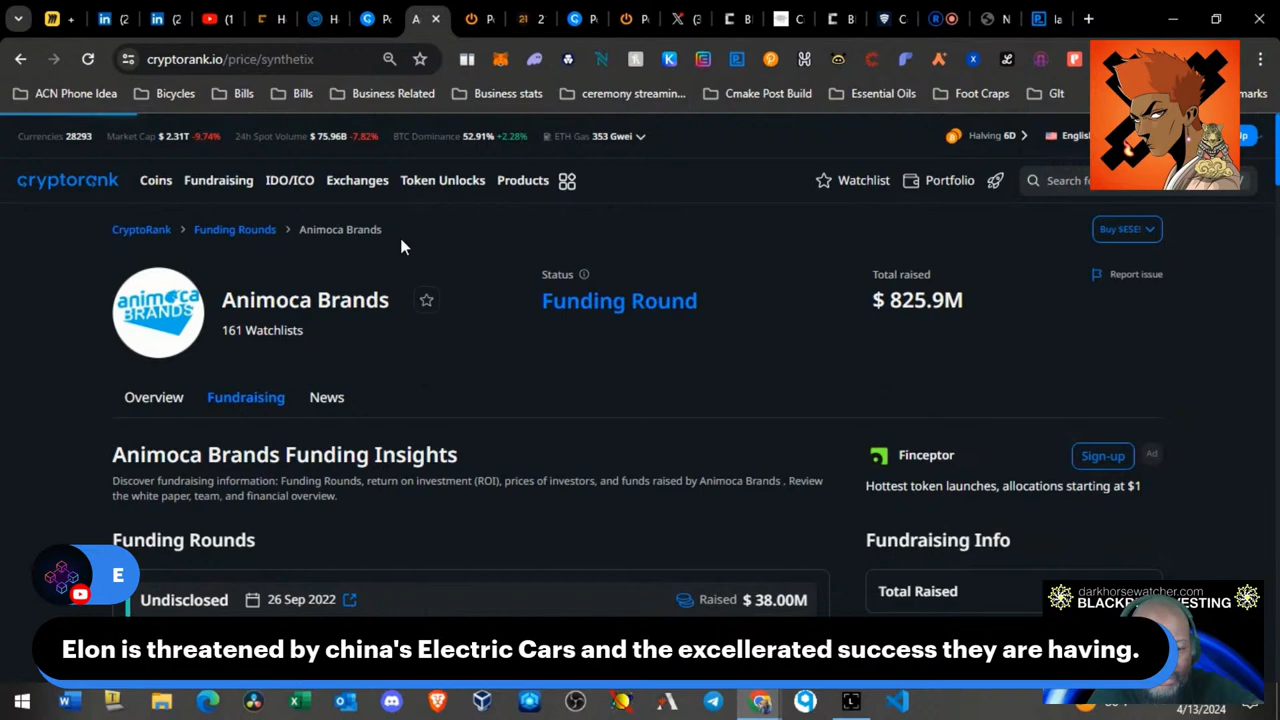 cryptorank.io/price/synthetix
ACN Phone Idea
Bicycles
Bills
Bills
Business Related
Business stats
ceremony streamin...
Cmake Post Build
Essential Oils
Foot Craps
GIt
Currencies 28293 Market Cap $ 2.31T -9.74% 24h Spot Volume $ 75.96B -7.82% BTC Dominance 52.91% +2.28% ETH Gas 353 Gwei
Halving 6D
cryptorank
Coins Fundraising IDO/ICO Exchanges Token Unlocks Products
Watchlist Portfolio
CryptoRank > Funding Rounds > Animoca Brands
Buy $ESE!
animoca
BRANDS
Animoca Brands
161 Watchlists
Status
Funding Round
Total raised
$ 825.9M
Report issue
Overview Fundraising News
Animoca Brands Funding Insights
Discover fundraising information: Funding Rounds, return on investment (ROI), prices of investors, and funds raised by Animoca Brands . Review
the white paper, team, and financial overview.
Finceptor
Sign-up
Ad
Hottest token launches, allocations starting at $1
Funding Rounds
Undisclosed 26 Sep 2022 Raised $ 38.00M
Fundraising Info
Total Raised
darkhorsewatcher.com
E
Elon is threatened by china's Electric Cars and the excellerated success they are having.
4/13/2024